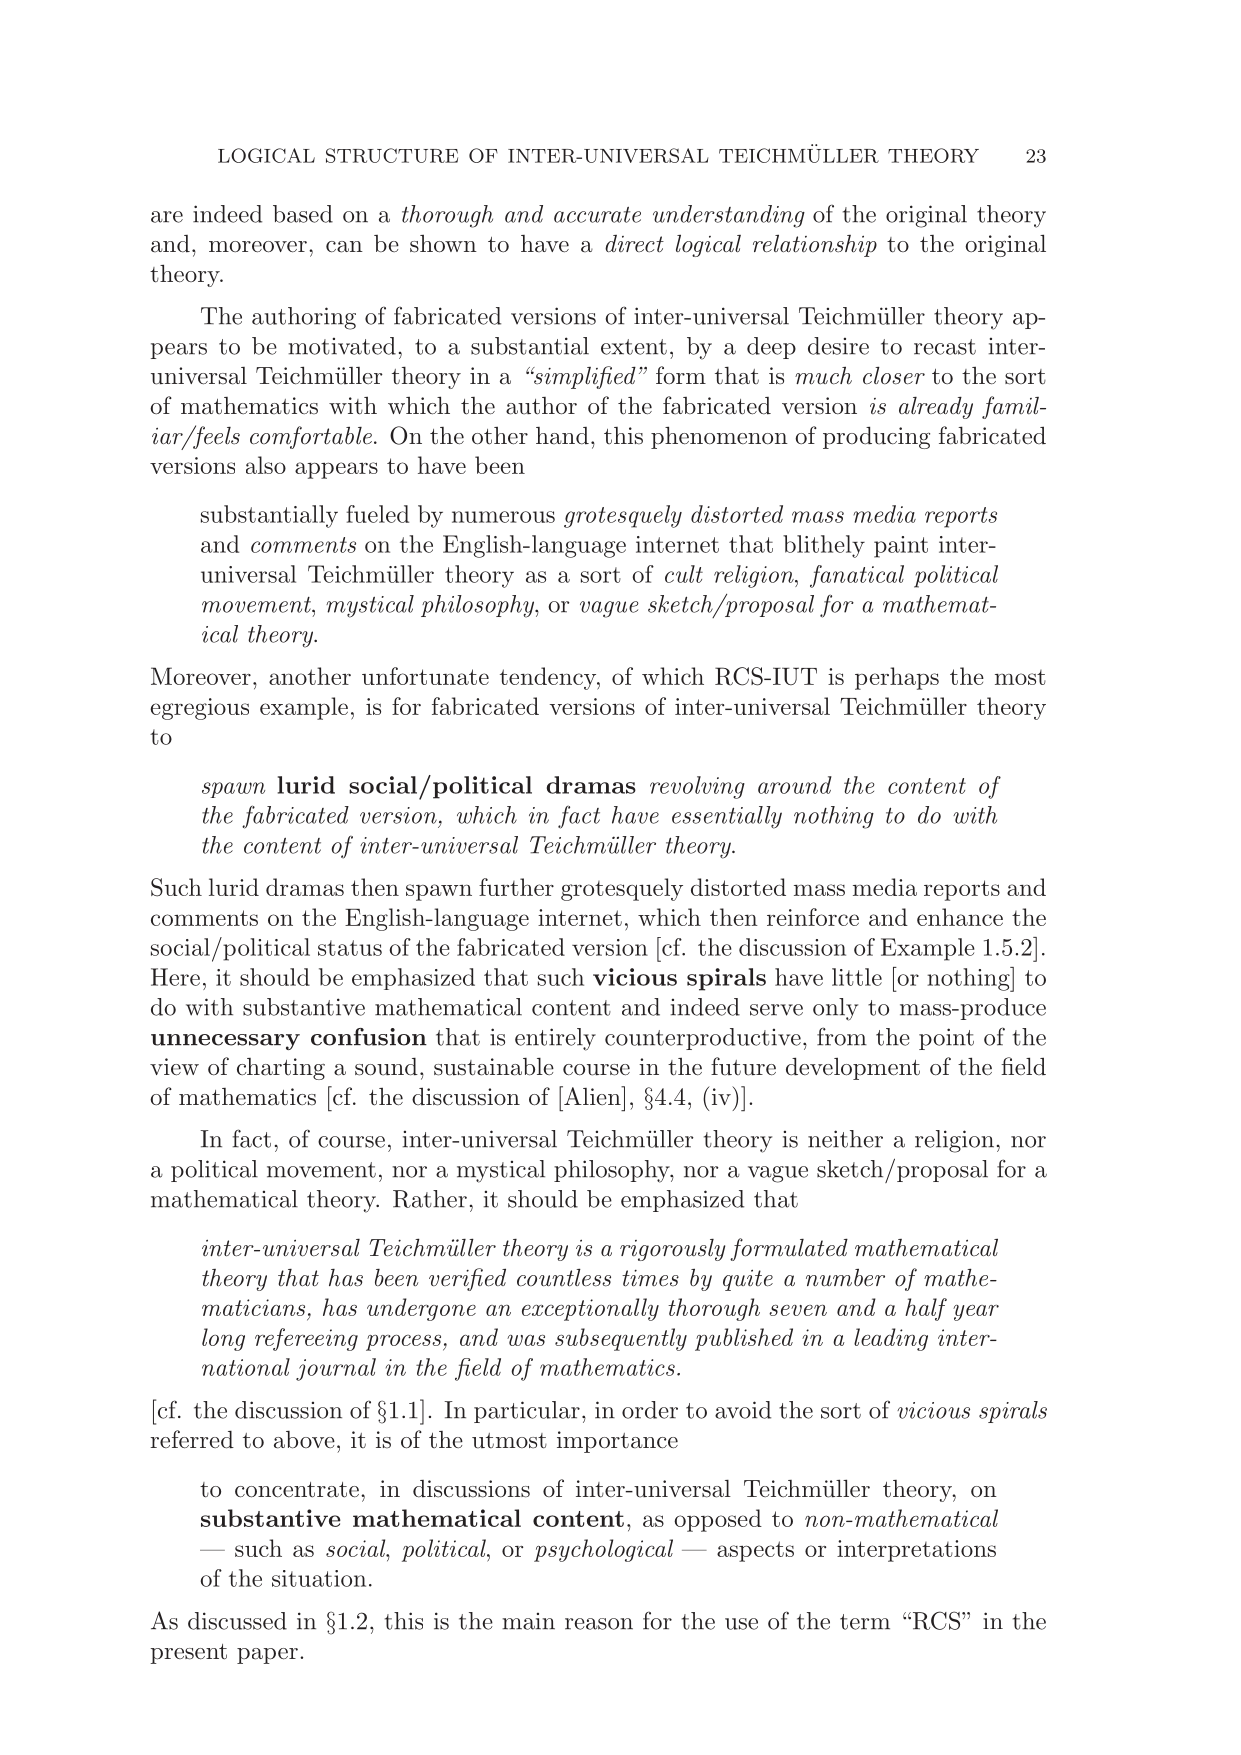 LOGICAL STRUCTURE OF INTER-UNIVERSAL TEICHMÜLLER THEORY 23
are indeed based on a thorough and accurate understanding of the original theory
and, moreover, can be shown to have a direct logical relationship to the original
theory.
The authoring of fabricated versions of inter-universal Teichmüller theory ap-
pears to be motivated, to a substantial extent, by a deep desire to recast inter-
universal Teichmüller theory in a “simplified” form that is much closer to the sort
of mathematics with which the author of the fabricated version is already famil-
iar/feels comfortable. On the other hand, this phenomenon of producing fabricated
versions also appears to have been
substantially fueled by numerous grotesquely distorted mass media reports
and comments on the English-language internet that blithely paint inter-
universal Teichmüller theory as a sort of cult religion, fanatical political
movement, mystical philosophy, or vague sketch/proposal for a mathemat-
ical theory.
Moreover, another unfortunate tendency, of which RCS-IUT is perhaps the most
egregious example, is for fabricated versions of inter-universal Teichmüller theory
to
spawn lurid social/political dramas revolving around the content of
the fabricated version, which in fact have essentially nothing to do with
the content of inter-universal Teichmüller theory.
Such lurid dramas then spawn further grotesquely distorted mass media reports and
comments on the English-language internet, which then reinforce and enhance the
social/political status of the fabricated version [cf. the discussion of Example 1.5.2].
Here, it should be emphasized that such vicious spirals have little [or nothing] to
do with substantive mathematical content and indeed serve only to mass-produce
unnecessary confusion that is entirely counterproductive, from the point of the
view of charting a sound, sustainable course in the future development of the field
of mathematics [cf. the discussion of [Alien], §4.4, (iv)].
In fact, of course, inter-universal Teichmüller theory is neither a religion, nor
a political movement, nor a mystical philosophy, nor a vague sketch/proposal for a
mathematical theory. Rather, it should be emphasized that
inter-universal Teichmüller theory is a rigorously formulated mathematical
theory that has been verified countless times by quite a number of mathe-
maticians, has undergone an exceptionally thorough seven and a half year
long refereeing process, and was subsequently published in a leading inter-
national journal in the field of mathematics.
[cf. the discussion of §1.1]. In particular, in order to avoid the sort of vicious spirals
referred to above, it is of the utmost importance
to concentrate, in discussions of inter-universal Teichmüller theory, on
substantive mathematical content, as opposed to non-mathematical
— such as social, political, or psychological — aspects or interpretations
of the situation.
As discussed in §1.2, this is the main reason for the use of the term “RCS” in the
present paper.